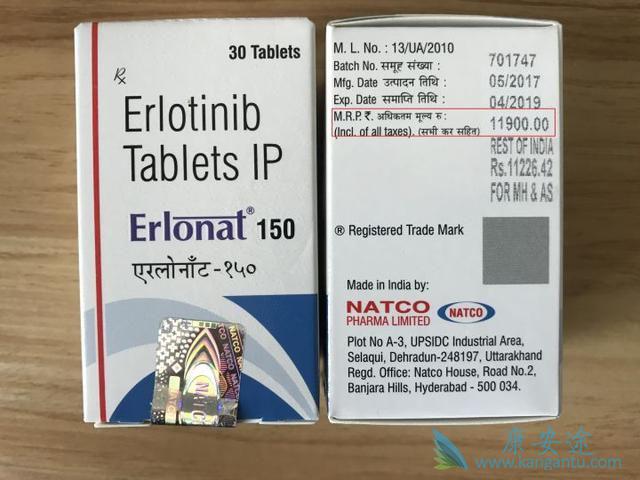 30 Tablets
Rx
Erlotinib
Tablets IP
Erlonat® 150
एरलोनाँट-१५०
NATCO
M. L. No. : 13/UA/2010
Batch No. समूह संख्या : 701747
Mfg. Date उत्पादन तिथि : 05/2017
Exp. Date समाप्ति तिथि : 04/2019
M.R.P. ₹. अधिकतम मूल्य रु :
(Incl. of all taxes). (सभी कर सहित) 11900.00
REST OF INDIA
Rs.11226.42
FOR MH & AS
® Registered Trade Mark
Made in India by:
NATCO
PHARMA LIMITED
NATCO
Plot No A-3, UPSIDC Industrial Area,
Selaqui, Dehradun-248197, Uttarakhand
Regd. Office: Natco House, Road No.2,
Banjara Hills, Hyderabad - 500 034.
康安途
www.kangantu.com